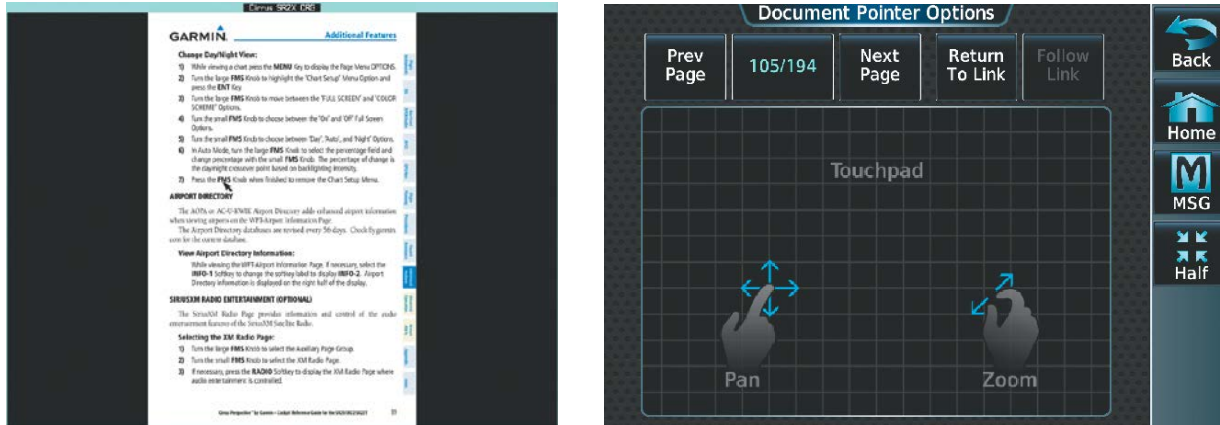 Cirrus SR2X CRG
GARMIN
Additional Features
Change Day/Night View:
1) While viewing a chart press the MENU Key to display the Page Menu OPTIONS.
2) Turn the large FMS Knob to highlight the "Chart Setup" Menu Option and
press the ENT Key.
3) Turn the large FMS Knob to move between the "FULL SCREEN" and "COLOR
SCHEME" Options.
4) Turn the small FMS Knob to choose between the "On" and "Off" Full Screen
Options.
5) Turn the small FMS Knob to choose between "Day", "Auto", and "Night" Options.
6) In Auto Mode, turn the large FMS Knob to select the percentage field and
change percentage with the small FMS Knob. The percentage of change is
the day/night crossover point based on backlighting intensity.
7) Press the FMS Knob when finished to remove the Chart Setup Menu.
AIRPORT DIRECTORY
The AOPA or AC-U-KWIK Airport Directory adds enhanced airport information
when viewing airports on the WPT-Airport Information Page.
The Airport Directory databases are revised every 56-days. Check fly.garmin.
com for the current database.
View Airport Directory Information:
While viewing the WPT-Airport Information Page. If necessary, select the
INFO-1 Softkey to change the softkey label to display INFO-2. Airport
Directory information is displayed on the right half of the display.
SIRIUSXM RADIO ENTERTAINMENT (OPTIONAL)
The SiriusXM Radio Page provides information and control of the audio
entertainment features of the SiriusXM Satellite Radio.
Selecting the XM Radio Page:
1) Turn the large FMS Knob to select the Auxiliary Page Group.
2) Turn the small FMS Knob to select the XM Radio Page.
3) If necessary, press the RADIO Softkey to display the XM Radio Page where
audio entertainment is controlled.
Document Pointer Options
Prev
Page
105/194
Next
Page
Return
To Link
Follow
Link
Touchpad
Pan
Zoom
Back
Home
MSG
Half